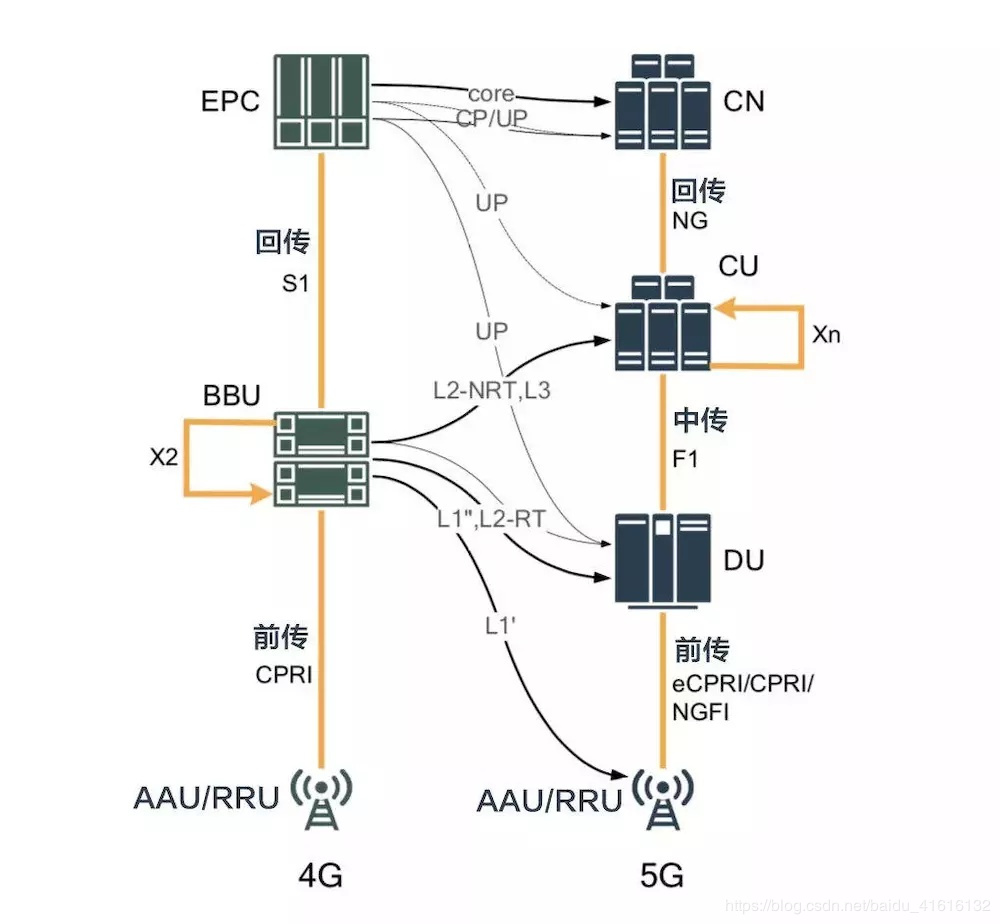 EPC
core
CP/UP
CN
UP
回传
NG
回传
S1
CU
Xn
UP
BBU
L2-NRT,L3
中传
F1
X2
L1",L2-RT
DU
前传
CPRI
L1'
前传
eCPRI/CPRI/
NGFI
AAU/RRU
AAU/RRU
4G
5G
https://blog.csdn.net/baidu_41616132